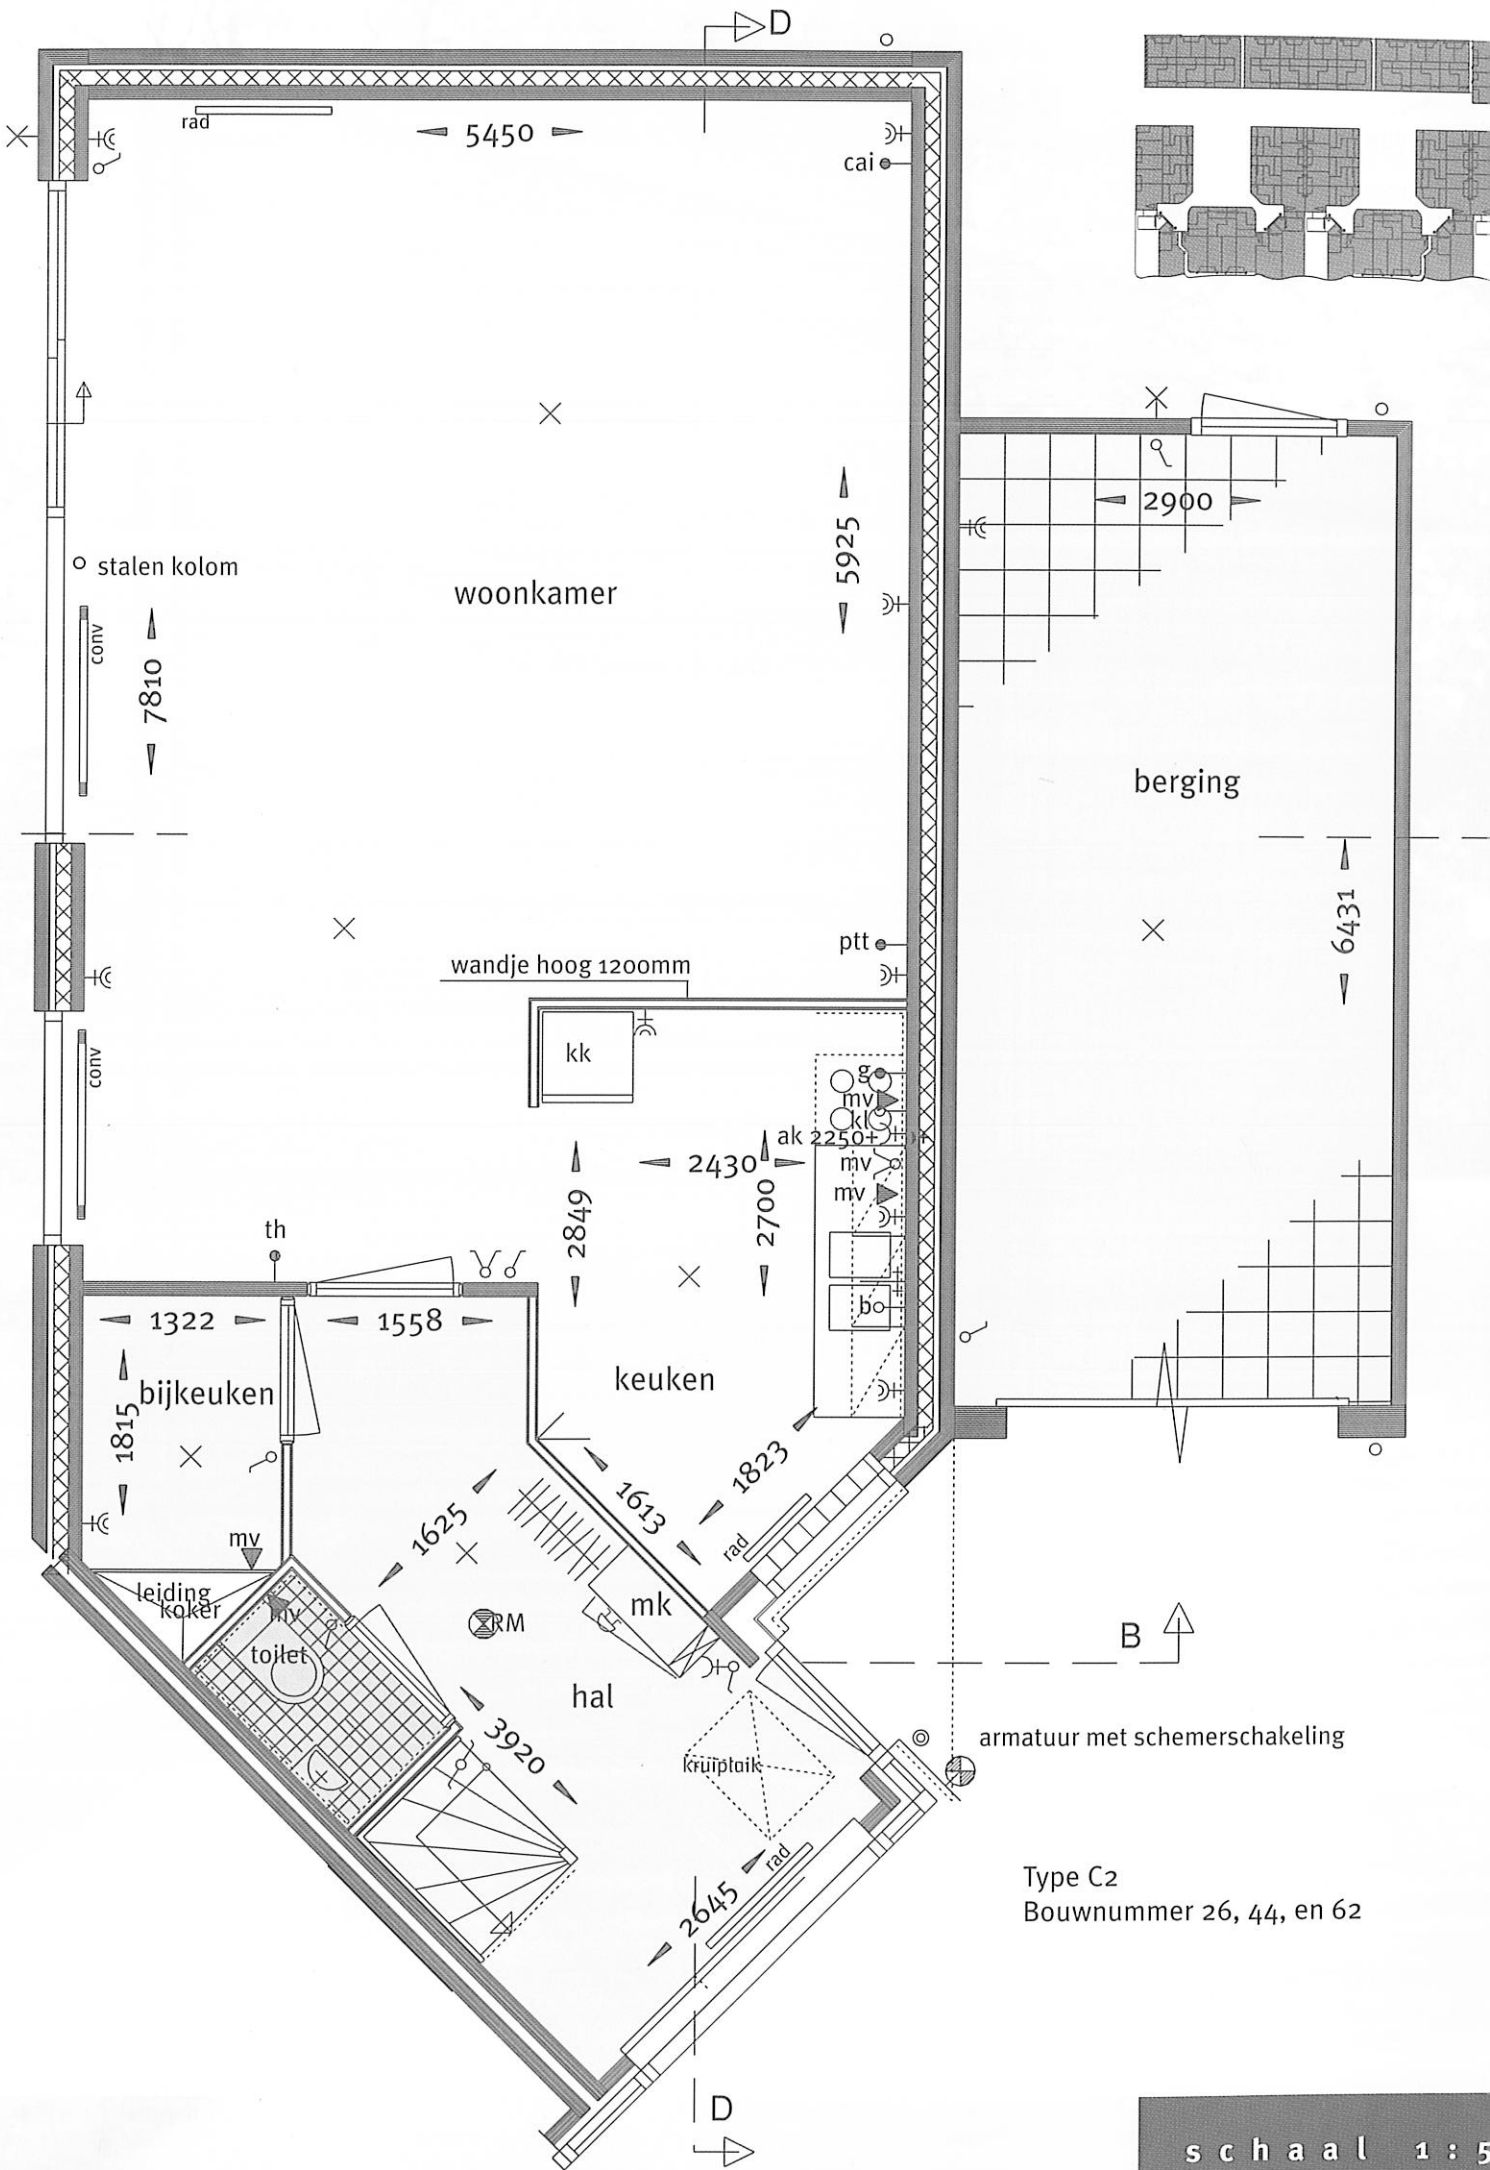 D
rad
5450
cai
2900
5925
stalen kolom
woonkamer
conv
7810
berging
6431
ptt
wandje hoog 1200mm
kk
conv
g
mv
kl
ak 2250+
2430
mv
mv
2849
2700
th
b
1322
1558
keuken
bijkeuken
1815
1823
1613
1625
rad
mv
leiding
koker
mv
toilet
RM
mk
B
hal
3920
kruipluik
armatuur met schemerschakeling
rad
2645
Type C2
Bouwnummer 26, 44, en 62
D
schaal 1:5